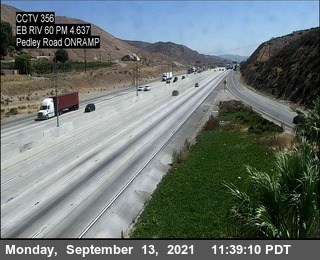 CCTV 356
EB RIV 60 PM 4.637
Pedley Road ONRAMP
Monday, September 13, 2021 11:39:10 PDT